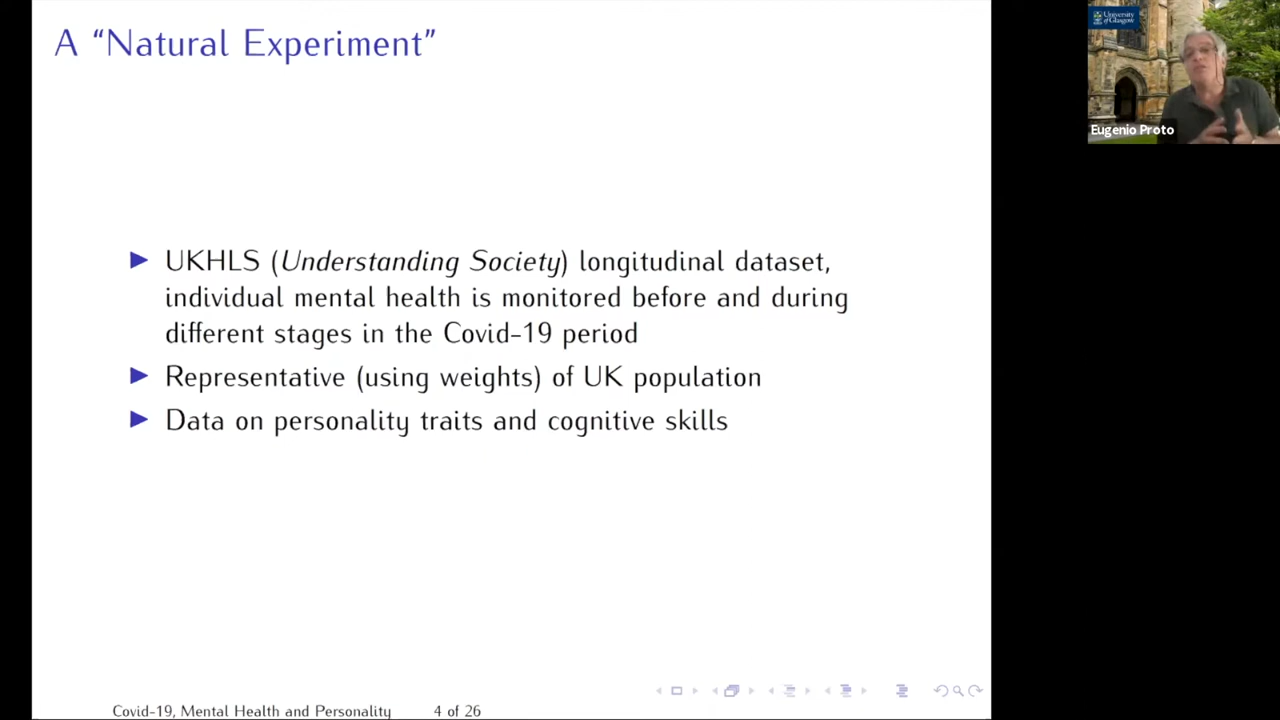 A “Natural Experiment”
UKHLS (Understanding Society) longitudinal dataset,
individual mental health is monitored before and during
different stages in the Covid-19 period
Representative (using weights) of UK population
Data on personality traits and cognitive skills
Covid-19, Mental Health and Personality 4 of 26
University
of Glasgow
Eugenio Proto